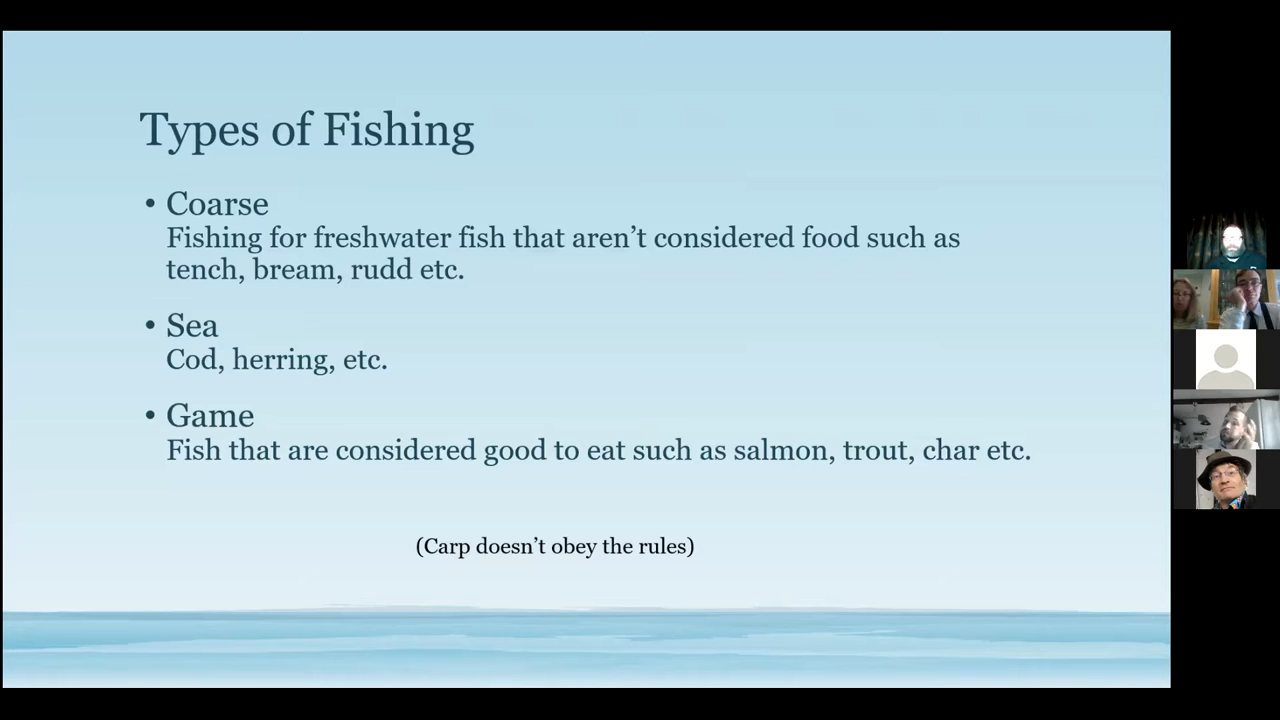 Types of Fishing
• Coarse
Fishing for freshwater fish that aren’t considered food such as
tench, bream, rudd etc.
• Sea
Cod, herring, etc.
• Game
Fish that are considered good to eat such as salmon, trout, char etc.
(Carp doesn’t obey the rules)